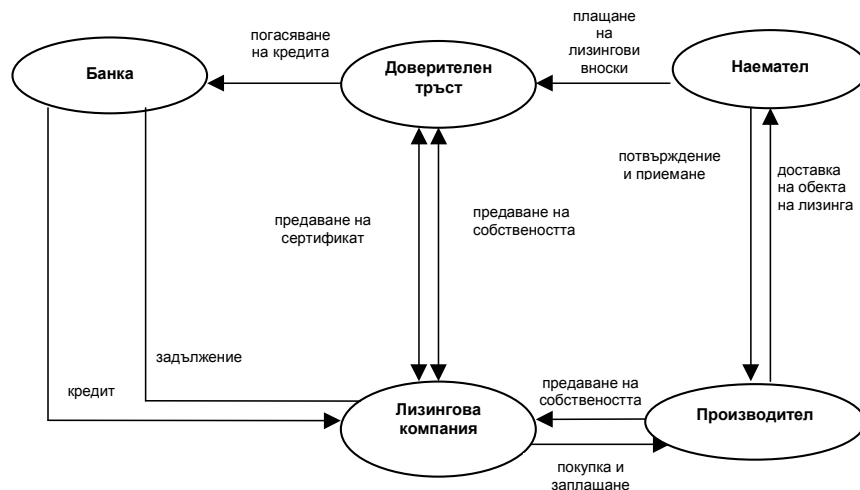 погасяване
на кредита
плащане
на
лизингови
вноски
Банка
Доверителен
тръст
Наемател
потвърждение
и приемане
доставка
на обекта
на лизинга
предаване на
сертификат
предаване на
собствеността
задължение
кредит
предаване на
собствеността
Лизингова
компания
Производител
покупка и
заплащане